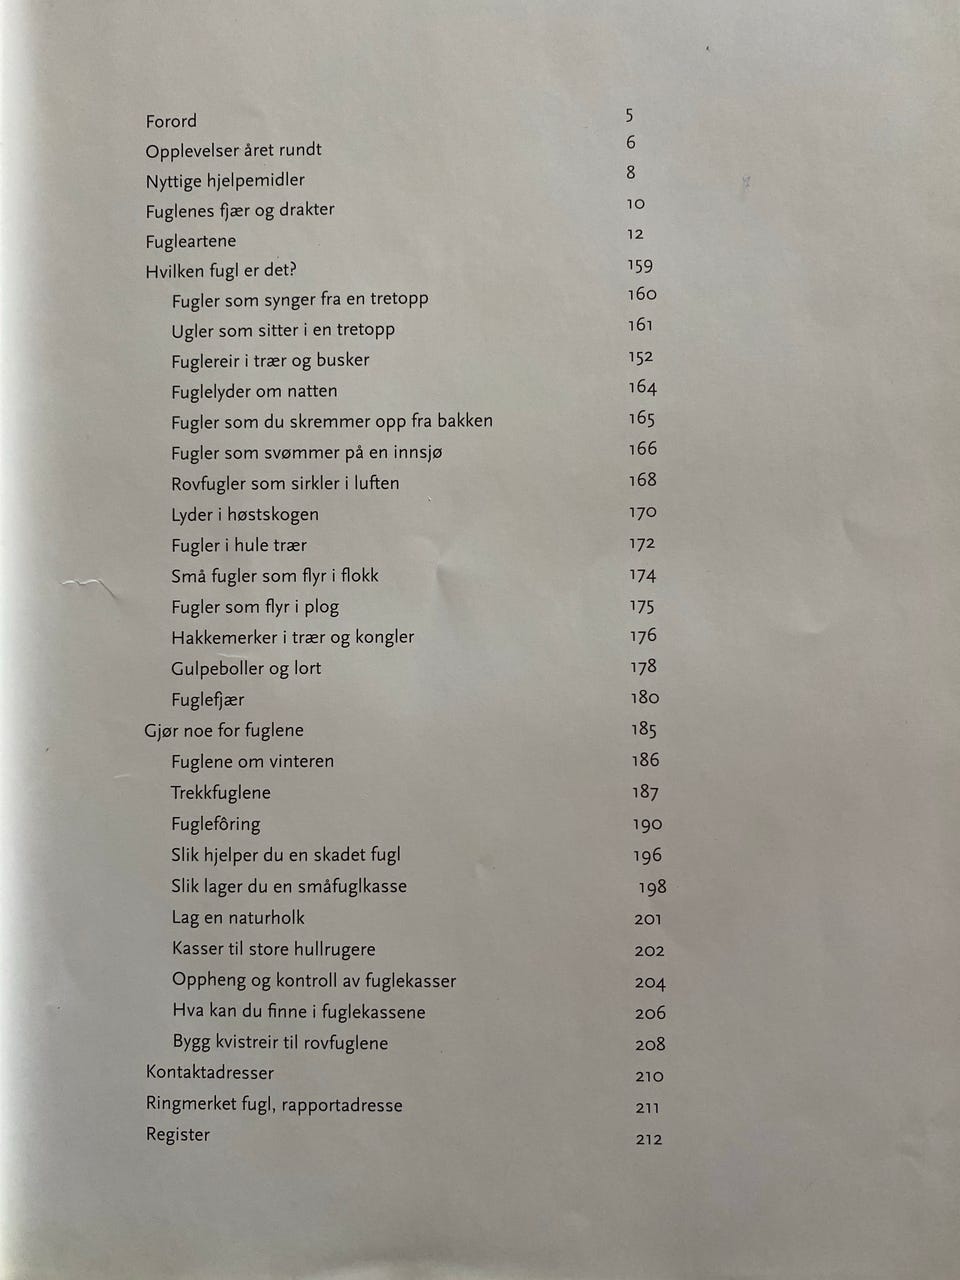 Forord 5
Opplevelser året rundt 6
Nyttige hjelpemidler 8
Fuglenes fjær og drakter 10
Fugleartene 12
Hvilken fugl er det? 159
Fugler som synger fra en tretopp 160
Ugler som sitter i en tretopp 161
Fuglereir i trær og busker 152
Fuglelyder om natten 164
Fugler som du skremmer opp fra bakken 165
Fugler som svømmer på en innsjø 166
Rovfugler som sirkler i luften 168
Lyder i høstskogen 170
Fugler i hule trær 172
Små fugler som flyr i flokk 174
Fugler som flyr i plog 175
Hakkemerker i trær og kongler 176
Gulpeboller og lort 178
Fuglefjær 180
Gjør noe for fuglene 185
Fuglene om vinteren 186
Trekkfuglene 187
Fuglefôring 190
Slik hjelper du en skadet fugl 196
Slik lager du en småfuglkasse 198
Lag en naturholk 201
Kasser til store hullrugere 202
Oppheng og kontroll av fuglekasser 204
Hva kan du finne i fuglekassene 206
Bygg kvistreir til rovfuglene 208
Kontaktadresser 210
Ringmerket fugl, rapportadresse 211
Register 212